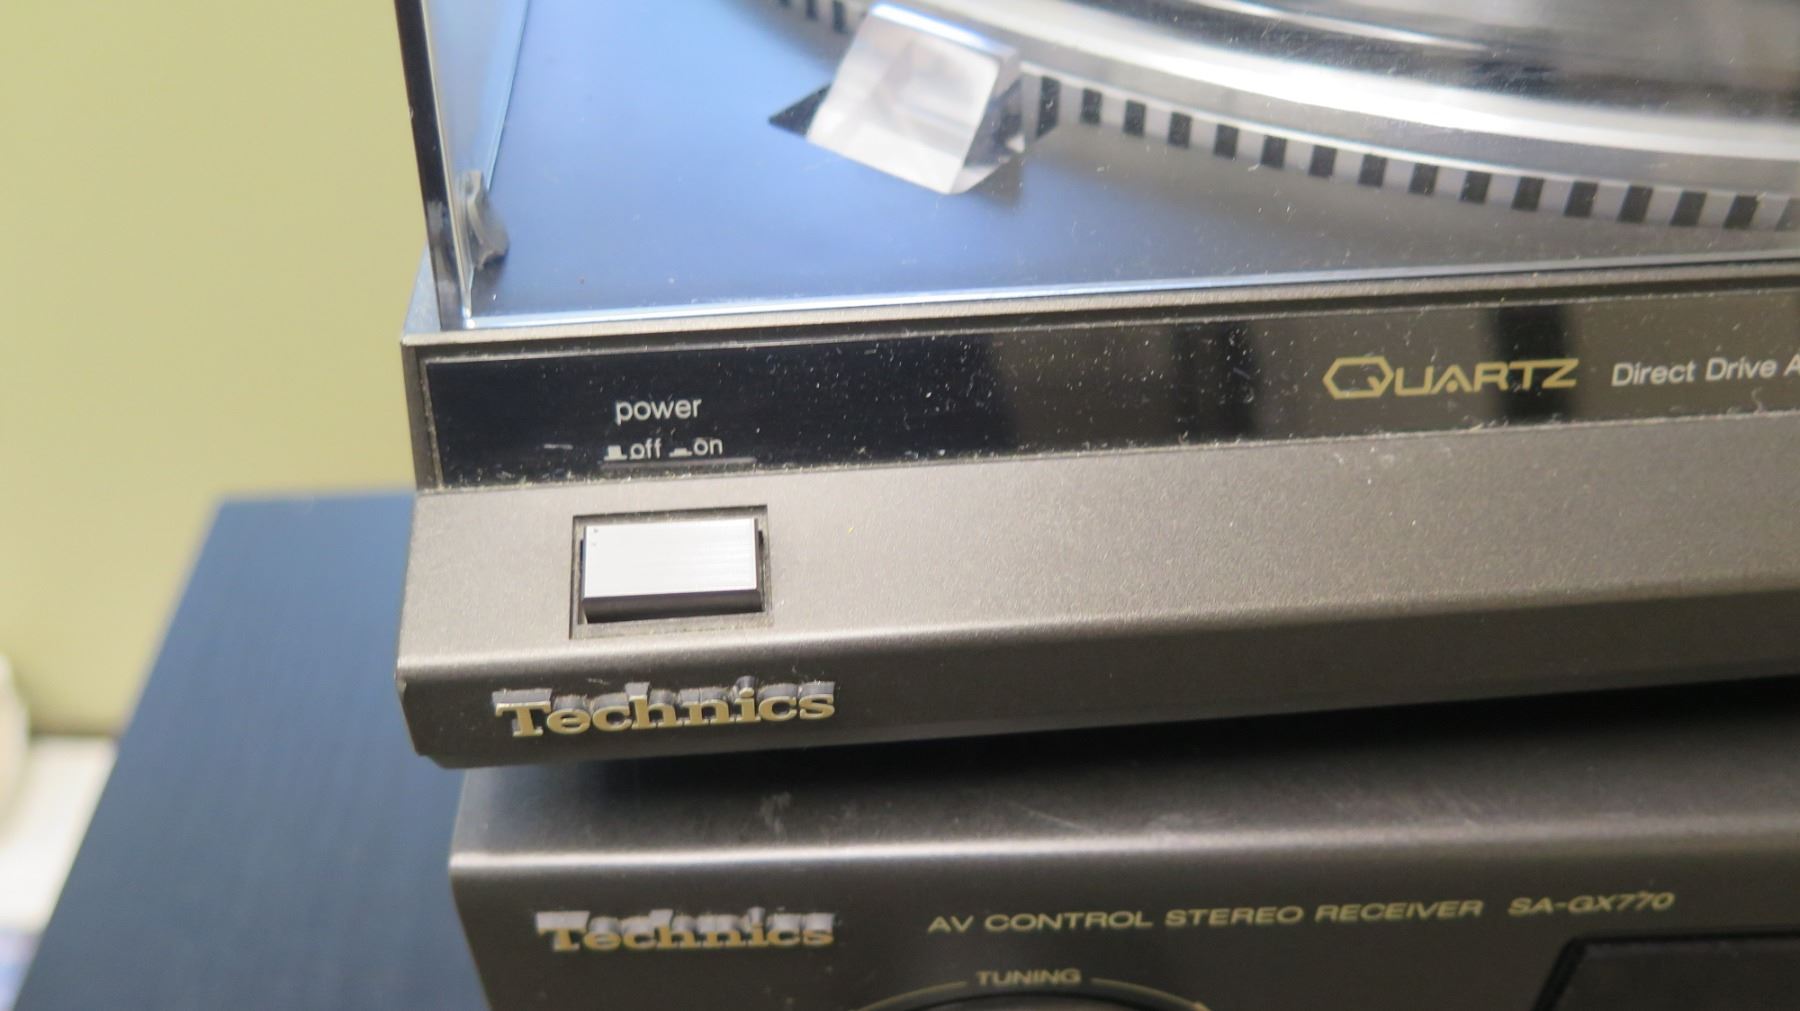 QUARTZ Direct Drive A
power
off on
Technics
Technics AV CONTROL STEREO RECEIVER SA-GX770
TUNING